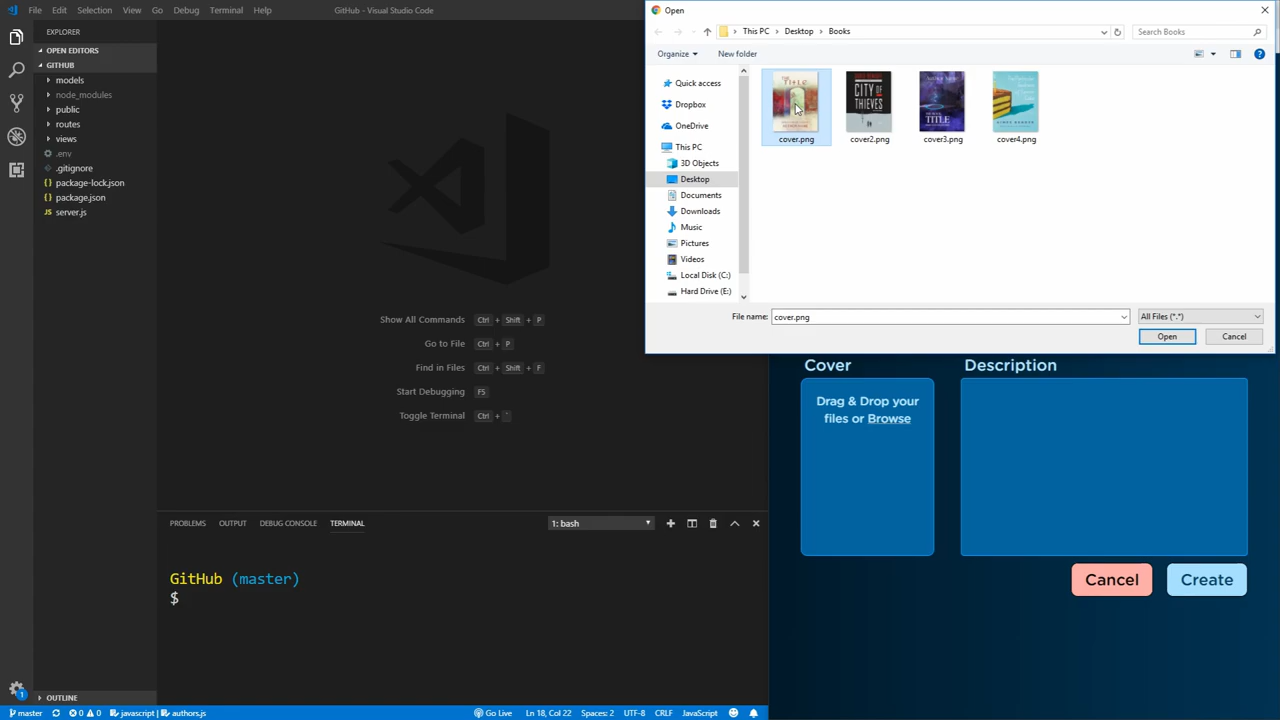 File Edit Selection View Go Debug Terminal Help
GitHub - Visual Studio Code
EXPLORER
OPEN EDITORS
GITHUB
models
node_modules
public
routes
views
.env
.gitignore
package-lock.json
package.json
server.js
OUTLINE
Show All Commands Ctrl + Shift + P
Go to File Ctrl + P
Find in Files Ctrl + Shift + F
Start Debugging F5
Toggle Terminal Ctrl + `
PROBLEMS OUTPUT DEBUG CONSOLE TERMINAL
1: bash
GitHub (master)
$
Open
This PC > Desktop > Books
Search Books
Organize New folder
Quick access
Dropbox
OneDrive
This PC
3D Objects
Desktop
Documents
Downloads
Music
Pictures
Videos
Local Disk (C:)
Hard Drive (E:)
TITLE
CITY OF
THIEVES
TITLE
cover.png cover2.png cover3.png cover4.png
File name: cover.png All Files (*.*)
Open Cancel
Cover Description
Drag & Drop your
files or Browse
Cancel Create
1
master 0 0 javascript | authors.js Go Live Ln 18, Col 22 Spaces: 2 UTF-8 CRLF JavaScript